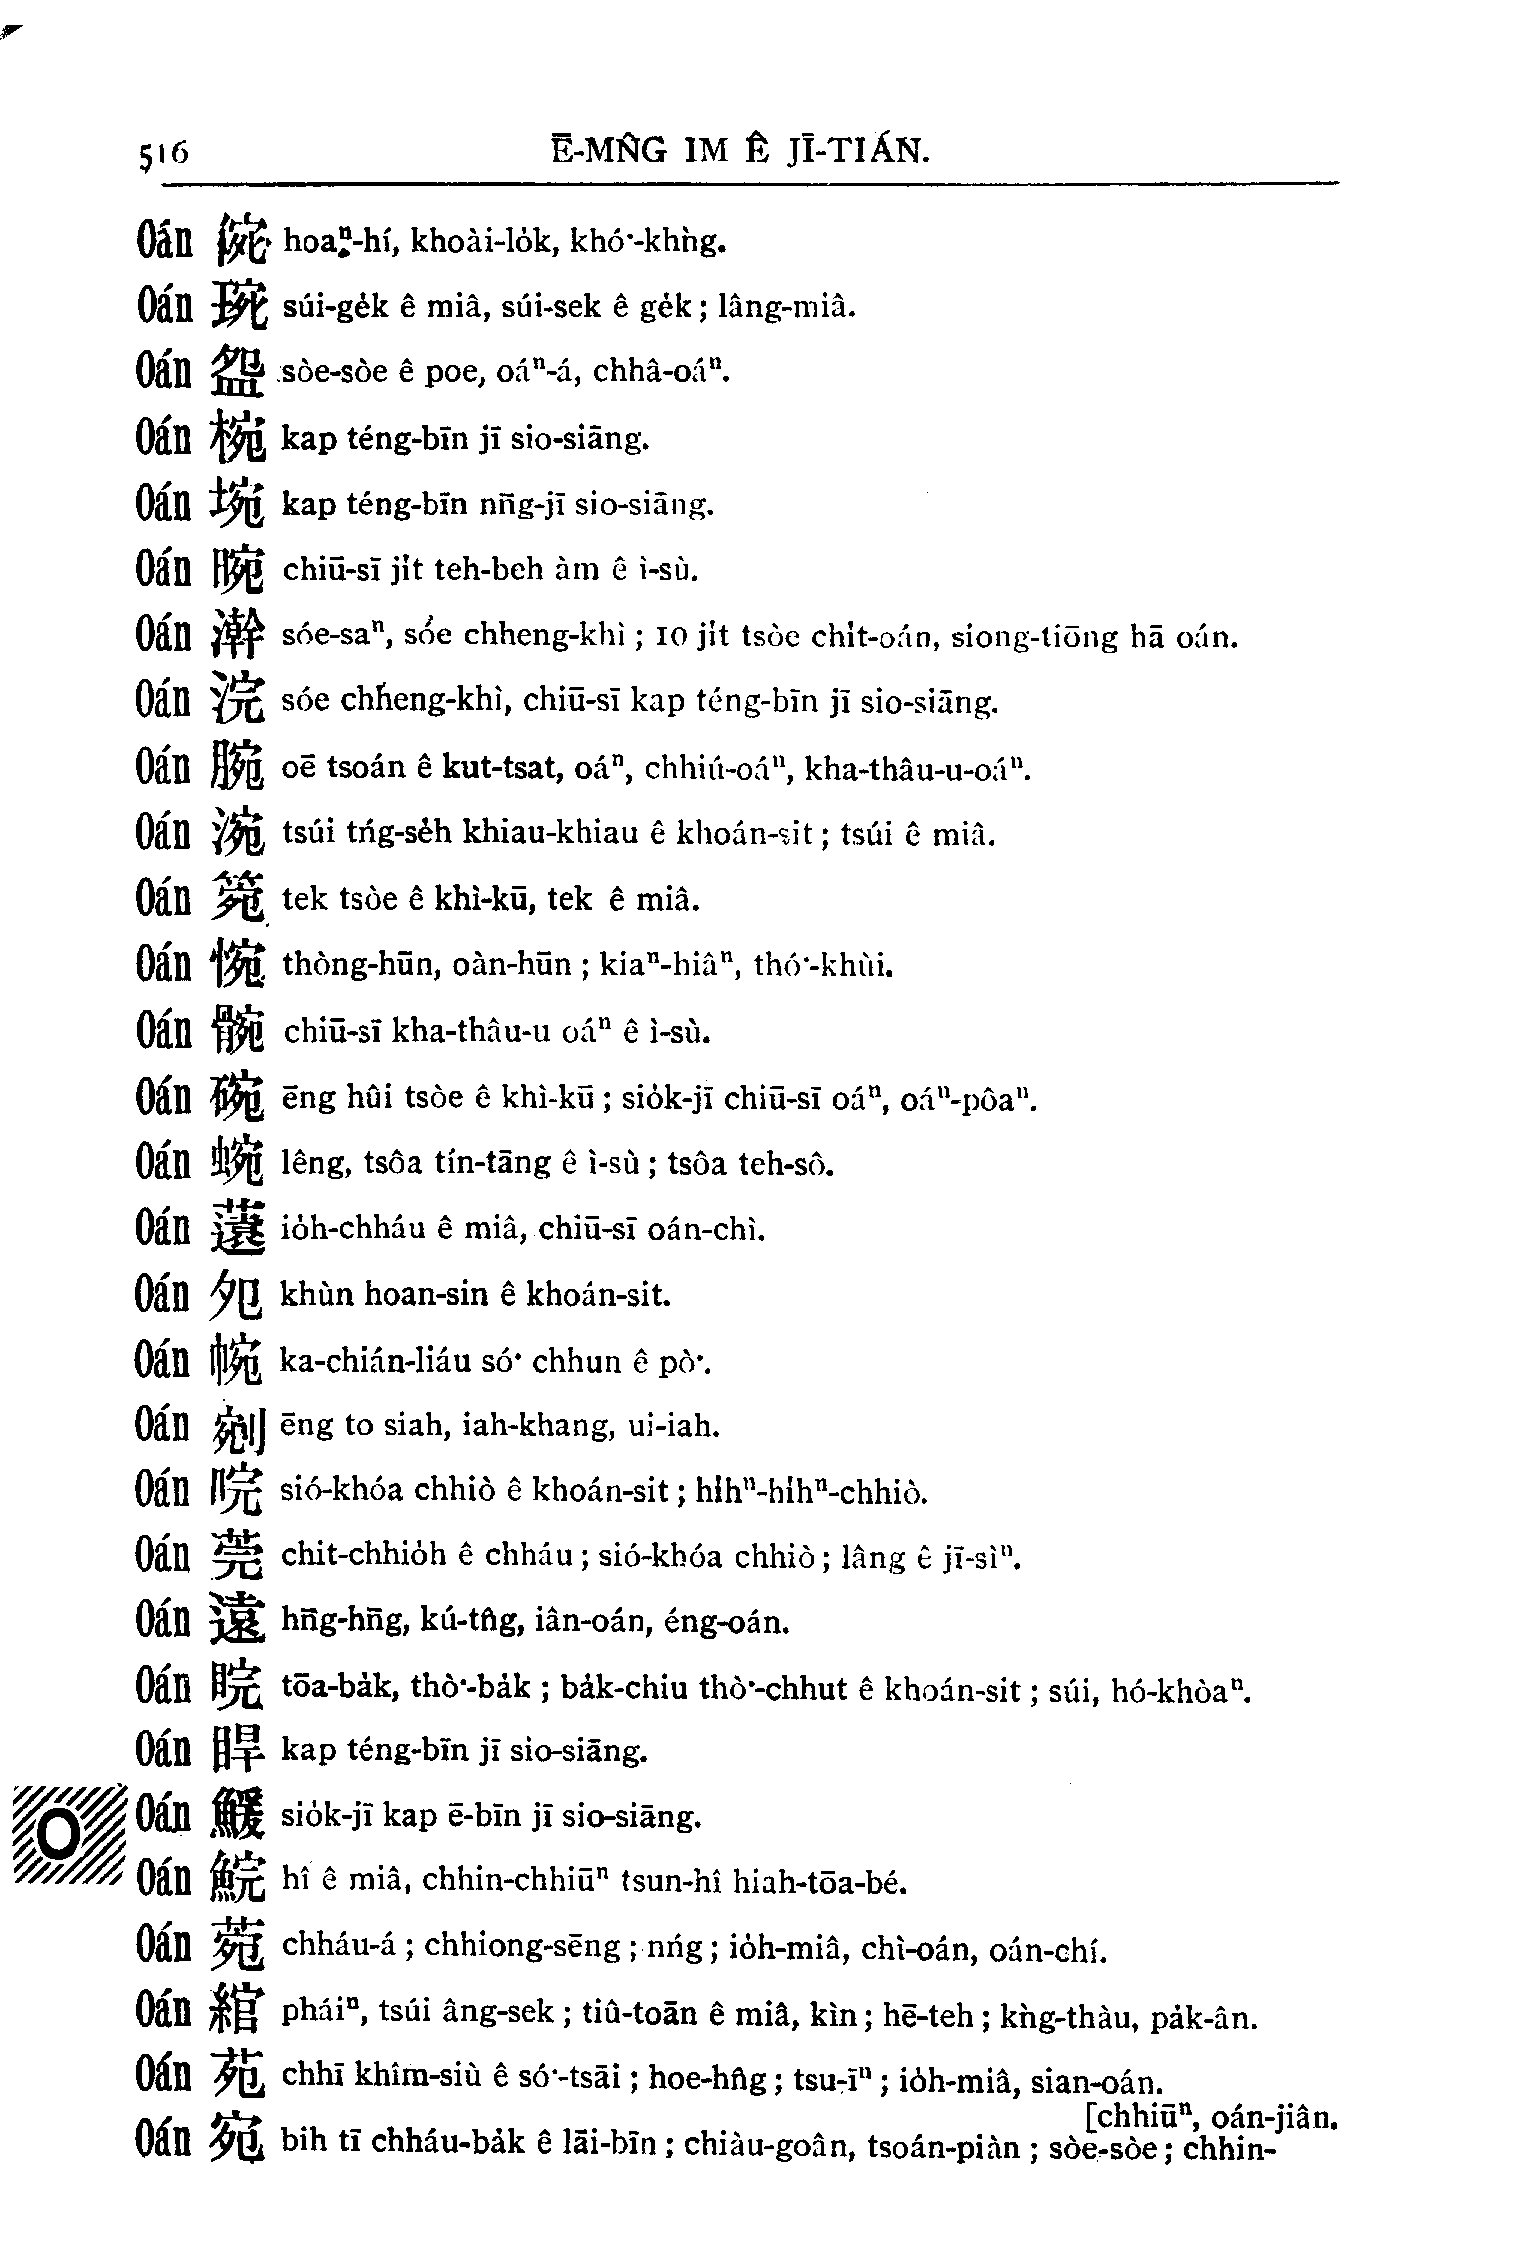 516 Ē-MN̂G IM Ê JĪ-TIÁN.
Oán 倇 hoaⁿ-hí, khoài-lo̍k, khó͘-khǹg.
Oán 琬 súi-ge̍k ê miâ, súi-sek ê ge̍k; lâng-miâ.
Oán 盌 sòe-sòe ê poe, oáⁿ-á, chhâ-oáⁿ.
Oán 椀 kap téng-bīn jī sio-siāng.
Oán 埦 kap téng-bīn nn̄g-jī sio-siāng.
Oán 晼 chiū-sī ji̍t teh-beh àm ê ì-sù.
Oán 澣 sóe-saⁿ, sóe chheng-khì; 10 ji̍t tsòe chi̍t-oán, siong-tiōng hā oán.
Oán 浣 sóe chheng-khì, chiū-sī kap téng-bīn jī sio-siāng.
Oán 腕 oē tsoán ê kut-tsat, oáⁿ, chhiú-oáⁿ, kha-thâu-u-oáⁿ.
Oán 涴 tsúi tńg-se̍h khiau-khiau ê khoán-sit; tsúi ê miâ.
Oán 箢 tek tsòe ê khì-kū, tek ê miâ.
Oán 惋 thòng-hūn, oàn-hūn; kiaⁿ-hiâⁿ, thó͘-khùi.
Oán 䯛 chiū-sī kha-thâu-u oáⁿ ê ì-sù.
Oán 碗 ēng hûi tsòe ê khì-kū; sio̍k-jī chiū-sī oáⁿ, oáⁿ-pôaⁿ.
Oán 蜿 lêng, tsôa tín-tāng ê ì-sù; tsôa teh-sô.
Oán 薳 io̍h-chháu ê miâ, chiū-sī oán-chì.
Oán 夗 khùn hoan-sin ê khoán-sit.
Oán 帵 ka-chián-liáu só͘ chhun ê pò͘.
Oán 剜 ēng to siah, iah-khang, ui-iah.
Oán 唍 sió-khóa chhiò ê khoán-sit; hi̍hⁿ-hi̍hⁿ-chhiò.
Oán 莞 chit-chhio̍h ê chháu; sió-khóa chhiò; lâng ê jī-sìⁿ.
Oán 遠 hn̄g-hn̄g, kú-tn̂g, iân-oán, éng-oán.
Oán 睆 tōa-ba̍k, thò͘-ba̍k; ba̍k-chiu thò͘-chhut ê khoán-sit; súi, hó-khòaⁿ.
Oán 睅 kap téng-bīn jī sio-siāng.
Oán 鰀 sio̍k-jī kap ē-bīn jī sio-siāng.
O
Oán 鯇 hî ê miâ, chhin-chhiūⁿ tsun-hî hiah-tōa-bé.
Oán 菀 chháu-á; chhiong-sēng; nńg; io̍h-miâ, chì-oán, oán-chí.
Oán 綰 pháiⁿ, tsúi âng-sek; tiû-toān ê miâ, kìn; hē-teh; kǹg-thàu, pa̍k-ân.
Oán 苑 chhī khîm-siù ê só͘-tsāi; hoe-hn̂g; tsu-īⁿ; io̍h-miâ, sian-oán.
[chhiūⁿ, oán-jiân.
Oán 宛 bih tī chháu-ba̍k ê lāi-bīn; chiàu-goân, tsoán-piàn; sòe-sòe; chhin-